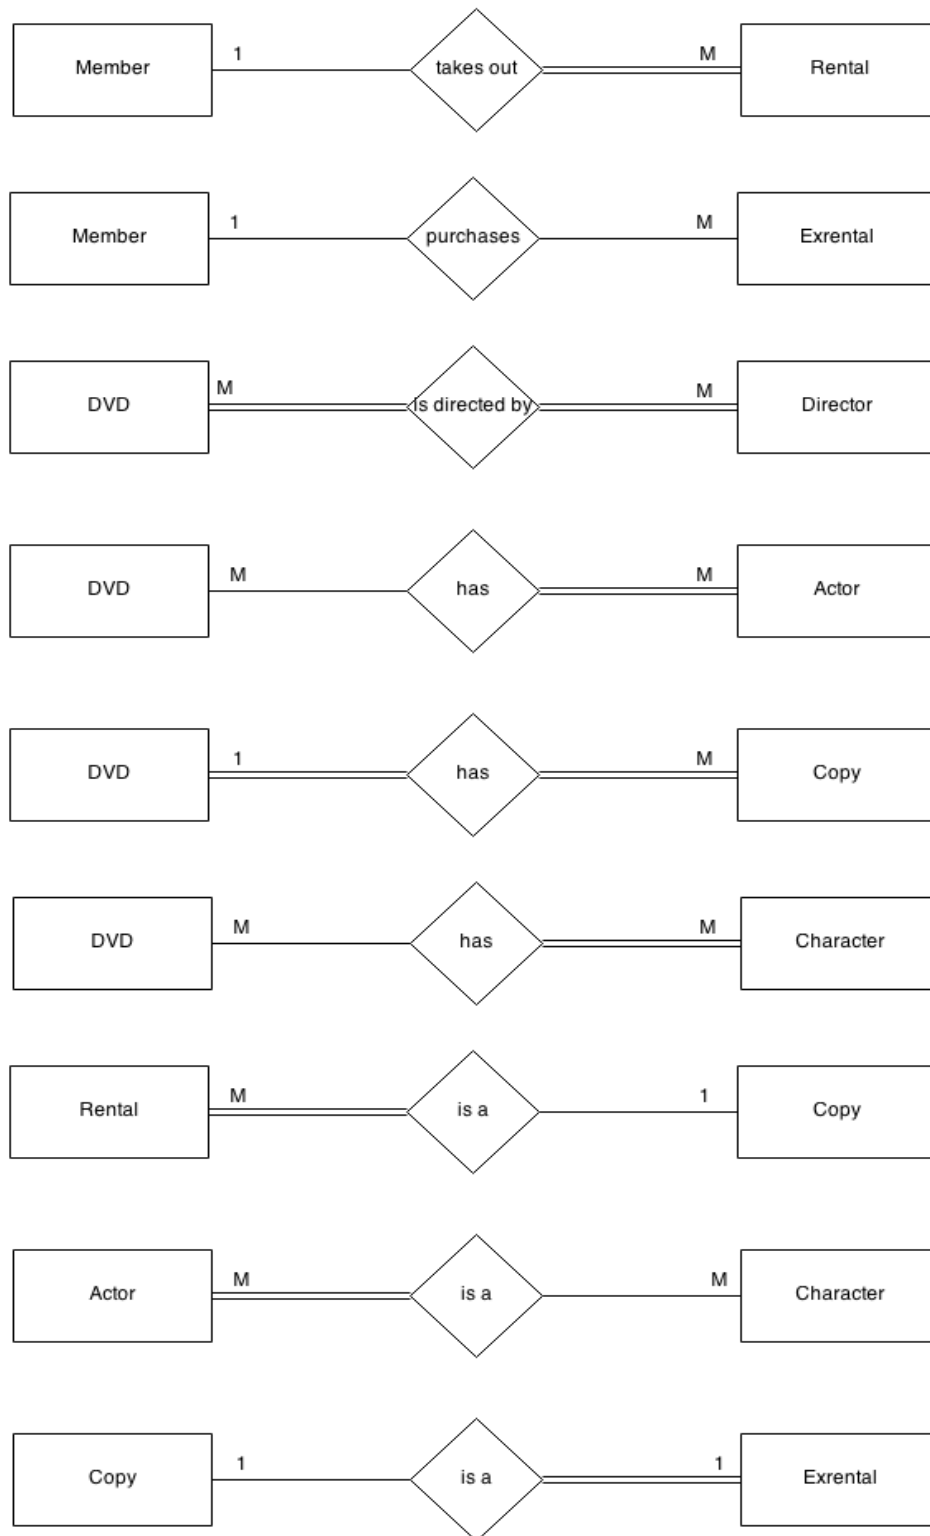 1 M
Member takes out Rental
1 M
Member purchases Exrental
M M
DVD is directed by Director
M M
DVD has Actor
1 M
DVD has Copy
M M
DVD has Character
M 1
Rental is a Copy
M M
Actor is a Character
1 1
Copy is a Exrental